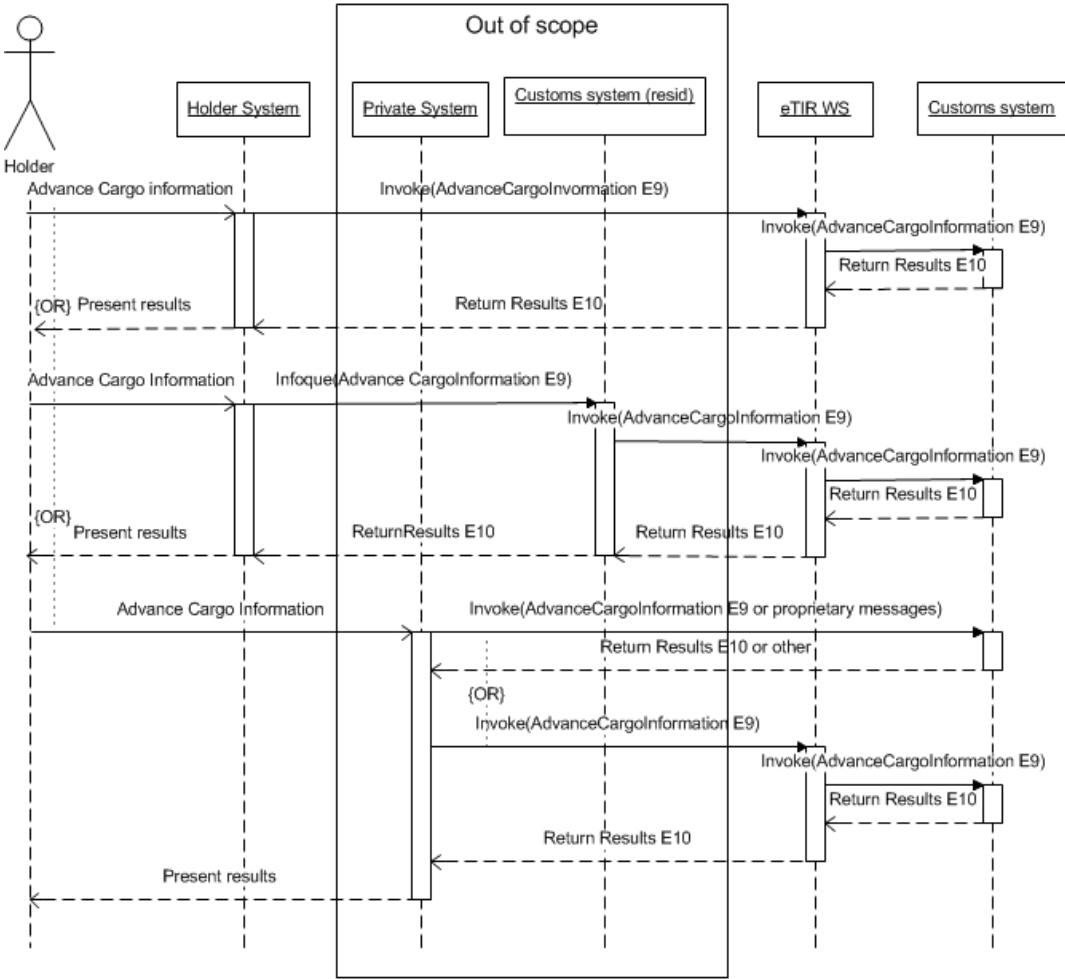 Out of scope
Holder System
Private System
Customs system (resid)
eTIR WS
Customs system
Holder
Advance Cargo information
Invoke(AdvanceCargoInvormation E9)
Invoke(AdvanceCargoInformation E9)
Return Results E10
{OR}
Present results
Return Results E10
Advance Cargo Information
Infoque(Advance CargoInformation E9)
Invoke(AdvanceCargoInformation E9)
Invoke(AdvanceCargoInformation E9)
Return Results E10
{OR}
Present results
ReturnResults E10
Return Results E10
Advance Cargo Information
Invoke(AdvanceCargoInformation E9 or proprietary messages)
Return Results E10 or other
{OR}
Invoke(AdvanceCargoInformation E9)
Invoke(AdvanceCargoInformation E9)
Return Results E10
Return Results E10
Present results